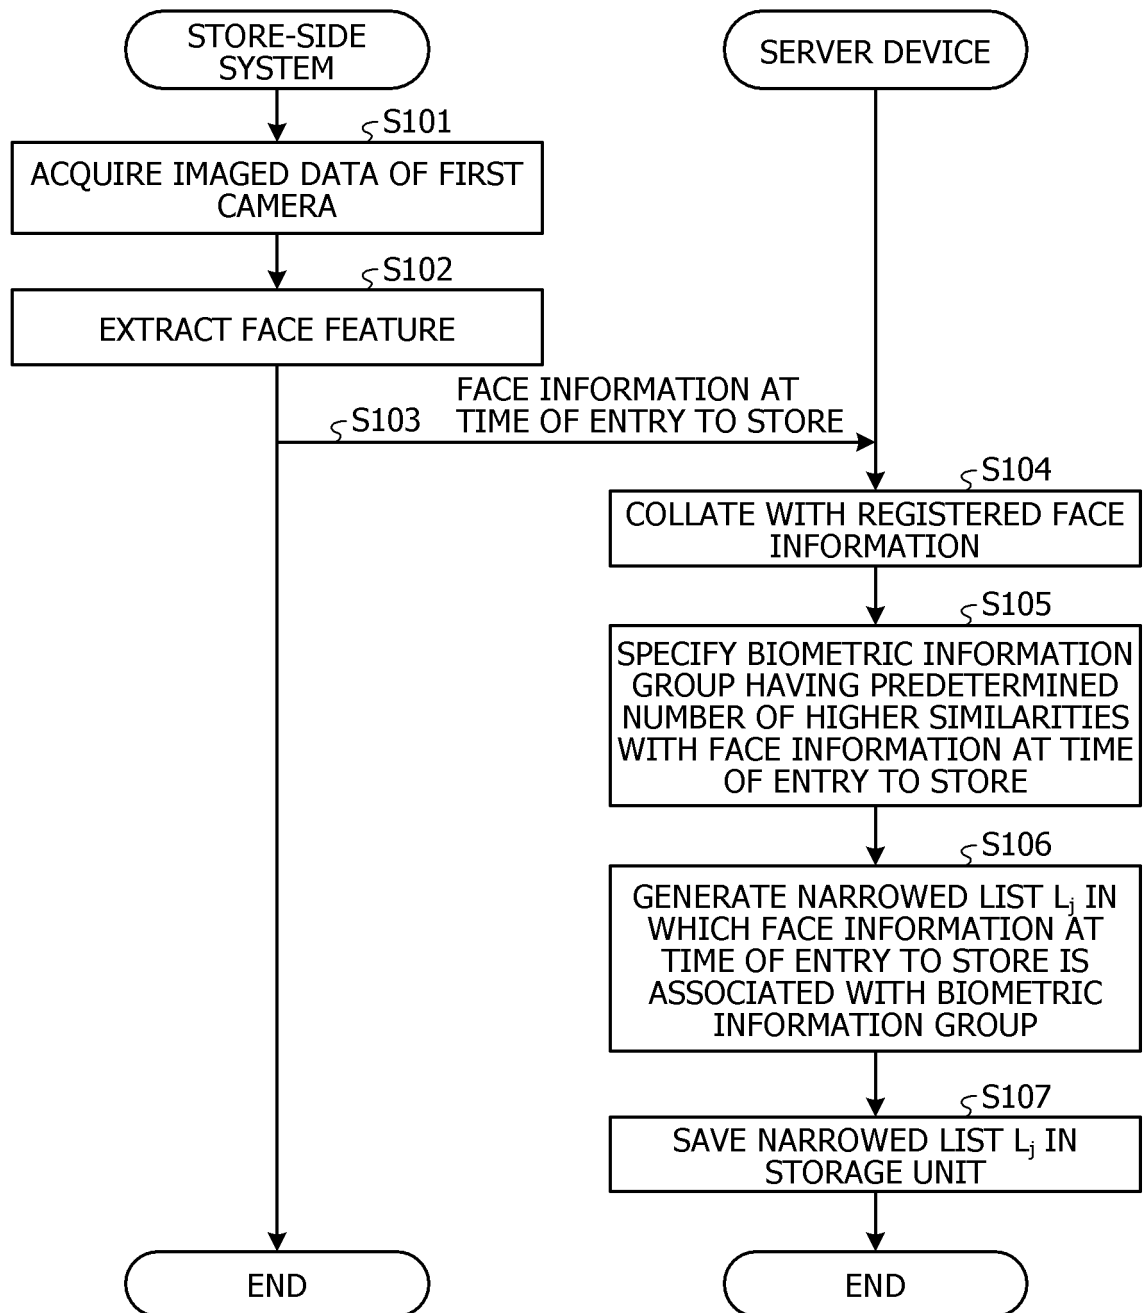 STORE-SIDE
SYSTEM
SERVER DEVICE
S101
ACQUIRE IMAGED DATA OF FIRST
CAMERA
S102
EXTRACT FACE FEATURE
FACE INFORMATION AT
TIME OF ENTRY TO STORE
S103
S104
COLLATE WITH REGISTERED FACE
INFORMATION
S105
SPECIFY BIOMETRIC INFORMATION
GROUP HAVING PREDETERMINED
NUMBER OF HIGHER SIMILARITIES
WITH FACE INFORMATION AT TIME
OF ENTRY TO STORE
S106
GENERATE NARROWED LIST Lj IN
WHICH FACE INFORMATION AT
TIME OF ENTRY TO STORE IS
ASSOCIATED WITH BIOMETRIC
INFORMATION GROUP
S107
SAVE NARROWED LIST Lj IN
STORAGE UNIT
END
END